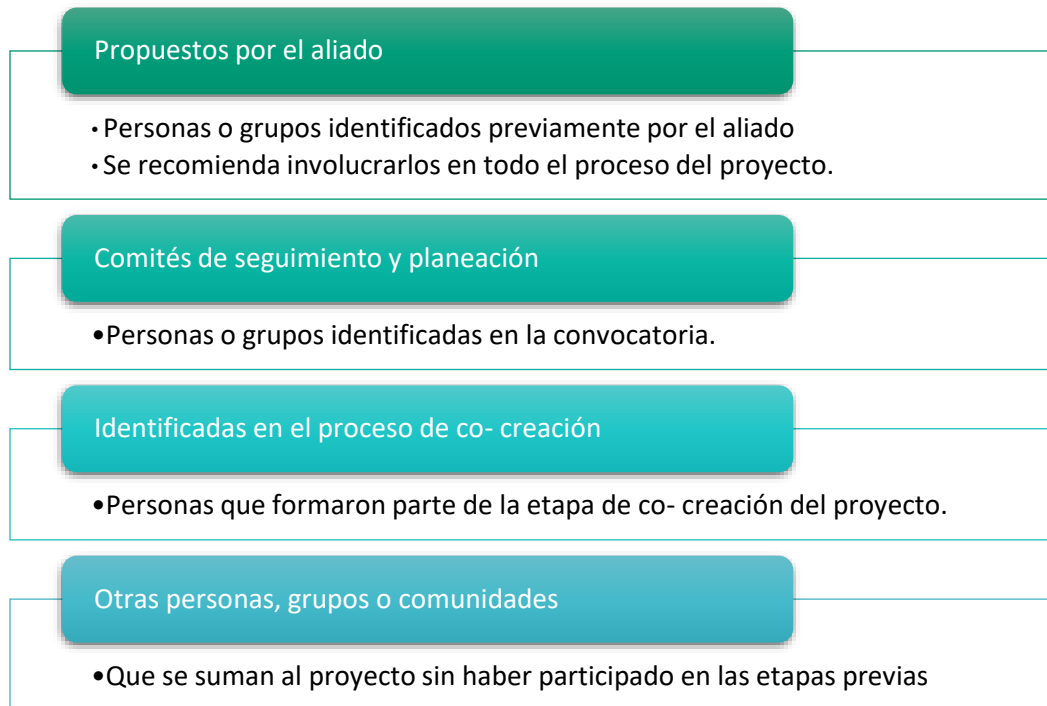 Propuestos por el aliado
• Personas o grupos identificados previamente por el aliado
• Se recomienda involucrarlos en todo el proceso del proyecto.
Comités de seguimiento y planeación
•Personas o grupos identificadas en la convocatoria.
Identificadas en el proceso de co- creación
•Personas que formaron parte de la etapa de co- creación del proyecto.
Otras personas, grupos o comunidades
•Que se suman al proyecto sin haber participado en las etapas previas